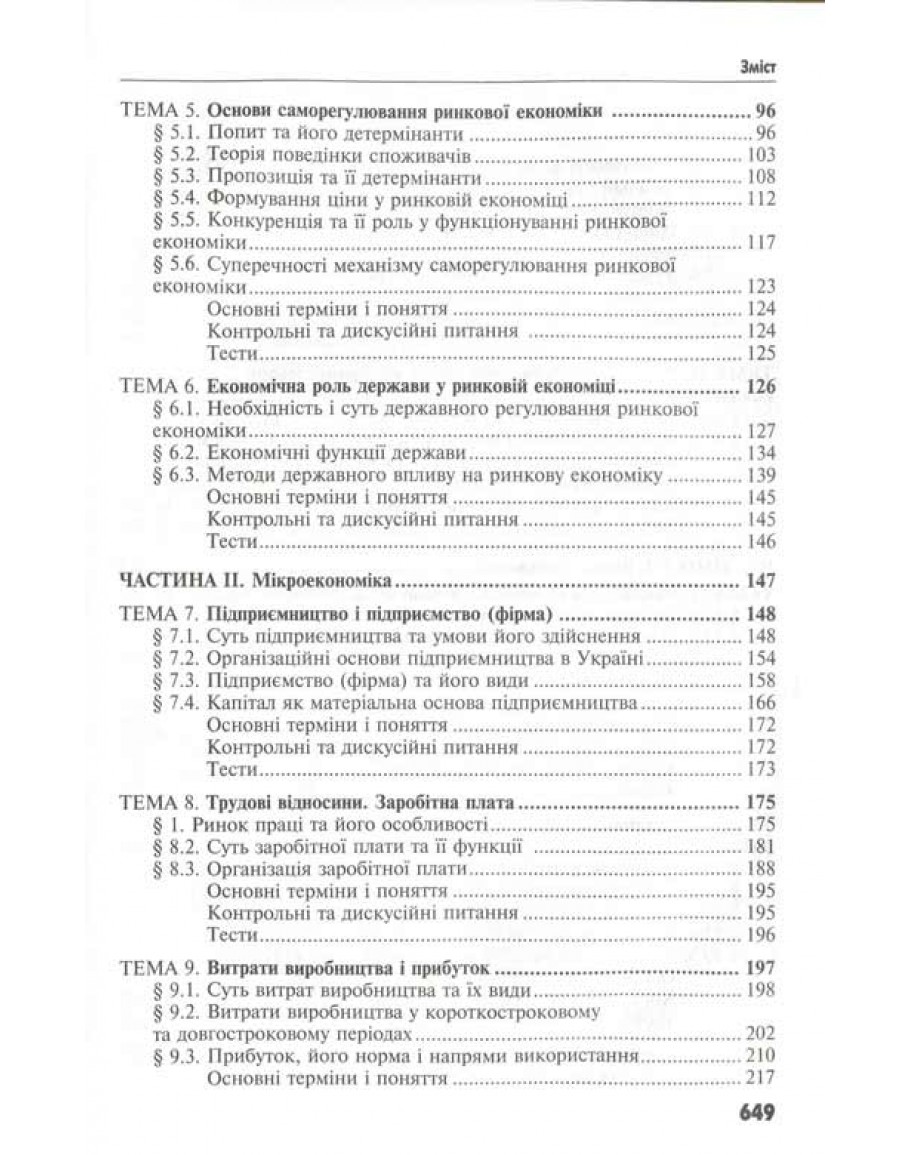 Зміст
ТЕМА 5. Основи саморегулювання ринкової економіки ........................ 96
§ 5.1. Попит та його детермінанти ........................ 96
§ 5.2. Теорія поведінки споживачів ........................ 103
§ 5.3. Пропозиція та її детермінанти ........................ 108
§ 5.4. Формування ціни у ринковій економіці ........................ 112
§ 5.5. Конкуренція та її роль у функціонуванні ринкової
економіки ........................ 117
§ 5.6. Суперечності механізму саморегулювання ринкової
економіки ........................ 123
Основні терміни і поняття ........................ 124
Контрольні та дискусійні питання ........................ 124
Тести ........................ 125
ТЕМА 6. Економічна роль держави у ринковій економіці ........................ 126
§ 6.1. Необхідність і суть державного регулювання ринкової
економіки ........................ 127
§ 6.2. Економічні функції держави ........................ 134
§ 6.3. Методи державного впливу на ринкову економіку ........................ 139
Основні терміни і поняття ........................ 145
Контрольні та дискусійні питання ........................ 145
Тести ........................ 146
ЧАСТИНА II. Мікроекономіка ........................ 147
ТЕМА 7. Підприємництво і підприємство (фірма) ........................ 148
§ 7.1. Суть підприємництва та умови його здійснення ........................ 148
§ 7.2. Організаційні основи підприємництва в Україні ........................ 154
§ 7.3. Підприємство (фірма) та його види ........................ 158
§ 7.4. Капітал як матеріальна основа підприємництва ........................ 166
Основні терміни і поняття ........................ 172
Контрольні та дискусійні питання ........................ 172
Тести ........................ 173
ТЕМА 8. Трудові відносини. Заробітна плата ........................ 175
§ 1. Ринок праці та його особливості ........................ 175
§ 8.2. Суть заробітної плати та її функції ........................ 181
§ 8.3. Організація заробітної плати ........................ 188
Основні терміни і поняття ........................ 195
Контрольні та дискусійні питання ........................ 195
Тести ........................ 196
ТЕМА 9. Витрати виробництва і прибуток ........................ 197
§ 9.1. Суть витрат виробництва та їх види ........................ 198
§ 9.2. Витрати виробництва у короткостроковому
та довгостроковому періодах ........................ 202
§ 9.3. Прибуток, його норма і напрями використання ........................ 210
Основні терміни і поняття ........................ 217
649